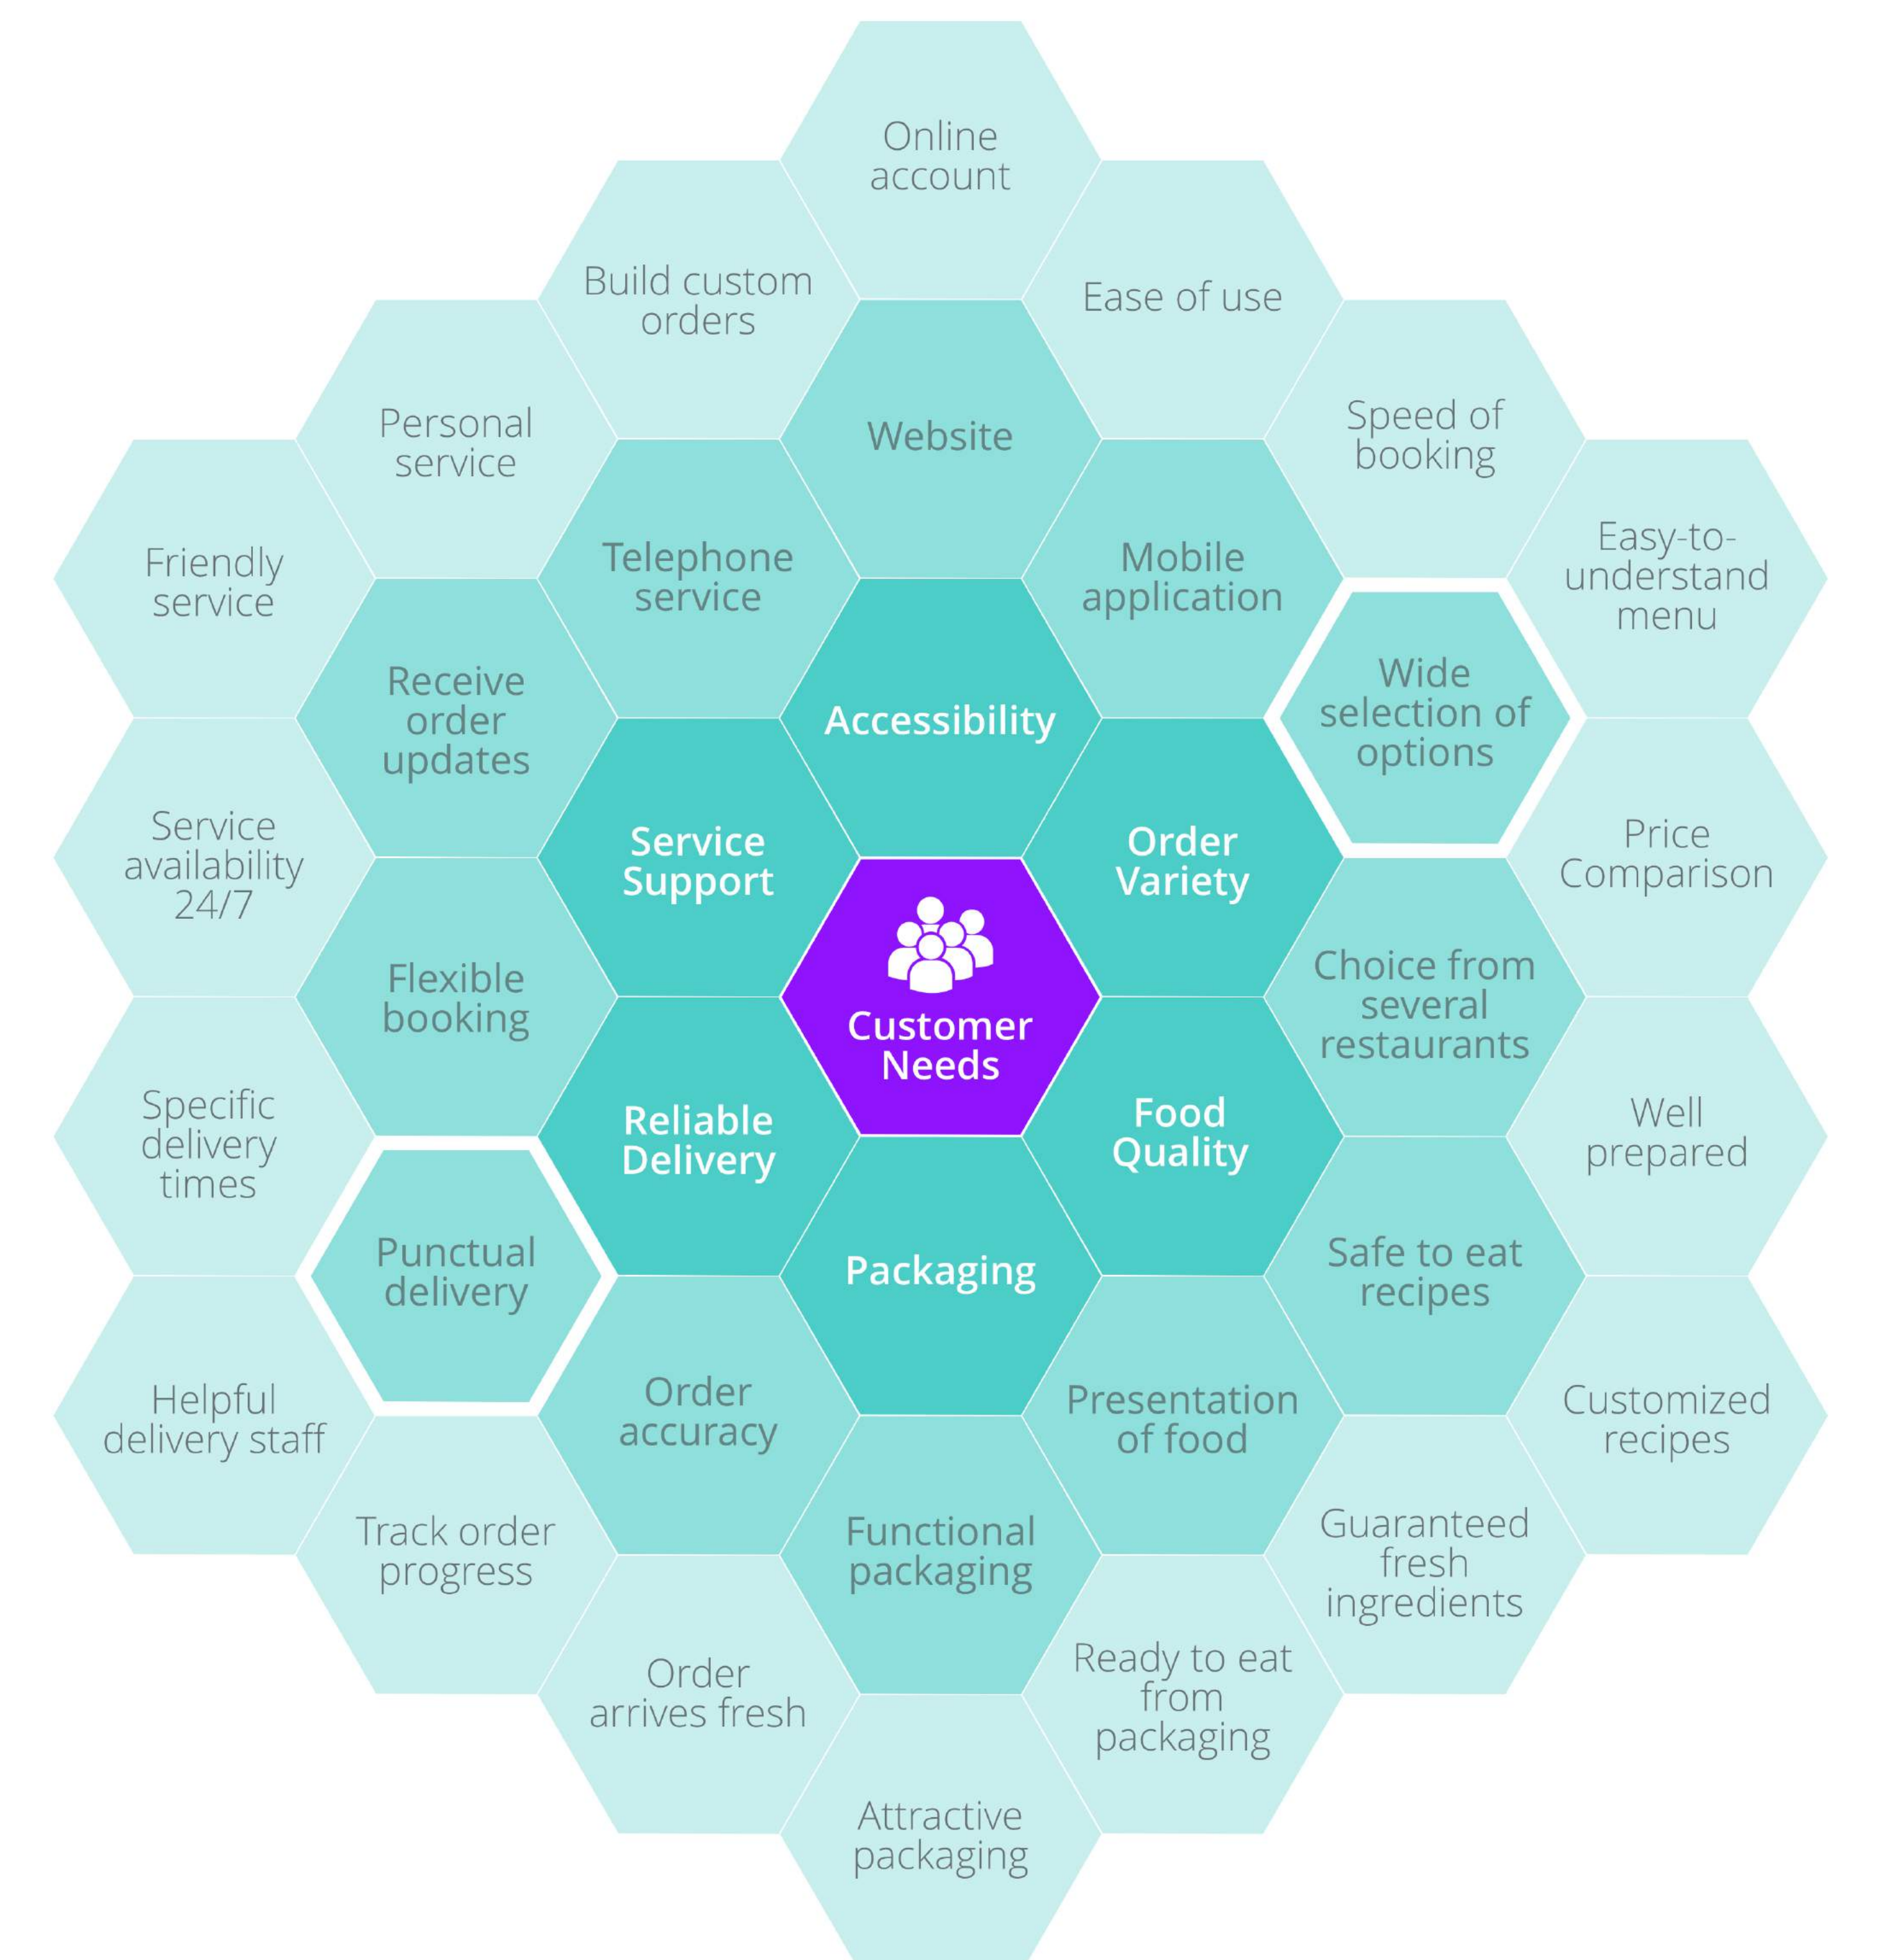 Online
account
Build custom
orders
Ease of use
Personal
service
Website
Speed of
booking
Friendly
service
Telephone
service
Mobile
application
Easy-to-
understand
menu
Receive
order
updates
Accessibility
Wide
selection of
options
Service
availability
24/7
Service
Support
Order
Variety
Price
Comparison
Flexible
booking
Customer
Needs
Choice from
several
restaurants
Specific
delivery
times
Reliable
Delivery
Food
Quality
Well
prepared
Punctual
delivery
Packaging
Safe to eat
recipes
Helpful
delivery staff
Order
accuracy
Presentation
of food
Customized
recipes
Track order
progress
Functional
packaging
Guaranteed
fresh
ingredients
Order
arrives fresh
Ready to eat
from
packaging
Attractive
packaging